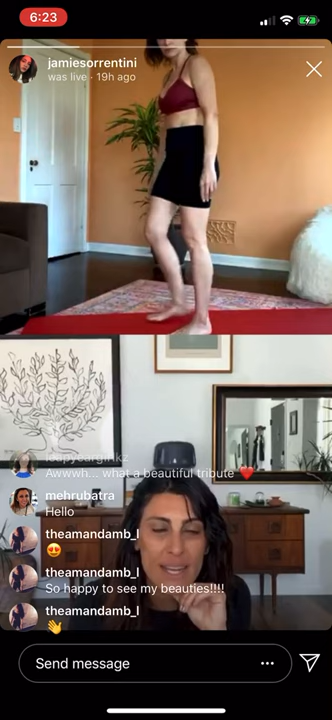 6:23
jamiesorrentini
was live · 19h ago
Awwwh... what a beautiful tribute ❤️
mehrubatra
Hello
theamandamb_l
😍
theamandamb_l
So happy to see my beauties!!!!
theamandamb_l
👋
Send message